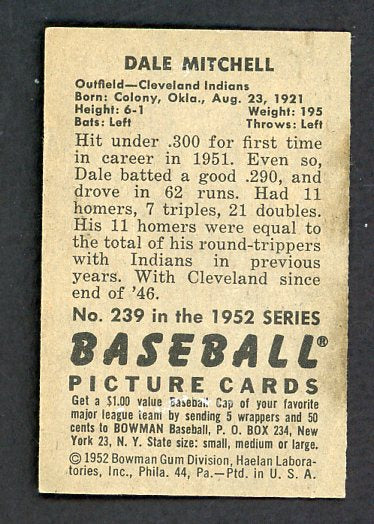 DALE MITCHELL
Outfield—Cleveland Indians
Born: Colony, Okla., Aug. 23, 1921
Height: 6-1 Weight: 195
Bats: Left Throws: Left
Hit under .300 for first time
in career in 1951. Even so,
Dale batted a good .290, and
drove in 62 runs. Had 11
homers, 7 triples, 21 doubles.
His 11 homers were equal to
the total of his round-trippers
with Indians in previous
years. With Cleveland since
end of '46.
No. 239 in the 1952 SERIES
BASEBALL®
PICTURE CARDS
Get a $1.00 value Baseball Cap of your favorite
major league team by sending 5 wrappers and 50
cents to BOWMAN Baseball, P. O. BOX 234, New
York 23, N. Y. State size: small, medium or large.
©1952 Bowman Gum Division, Haelan Labora-
tories, Inc., Phila. 44, Pa.—Ptd. in U. S. A.